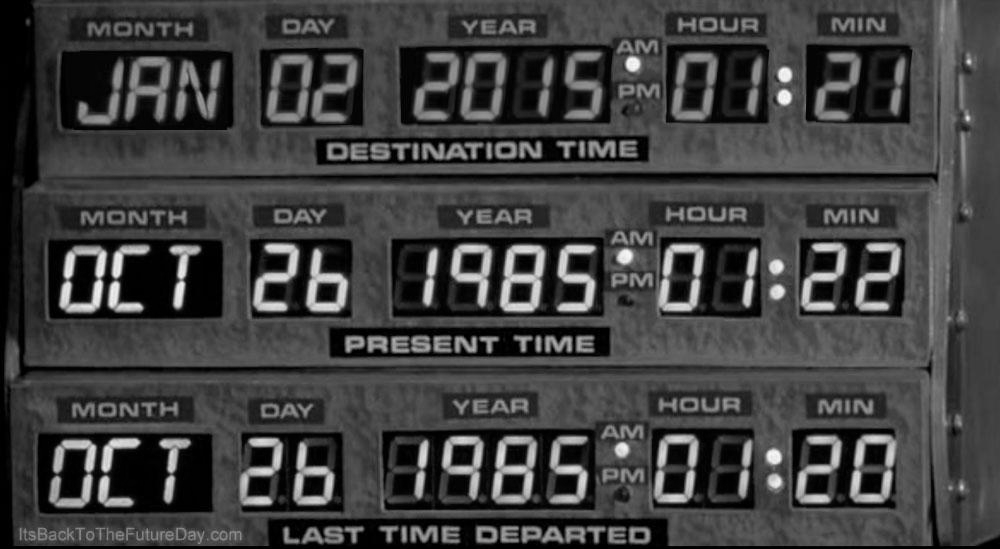 MONTH DAY YEAR HOUR MIN
JAN 02 2015 AM PM 01:21
DESTINATION TIME
MONTH DAY YEAR HOUR MIN
OCT 26 1985 AM PM 01:22
PRESENT TIME
MONTH DAY YEAR HOUR MIN
OCT 26 1985 AM PM 01:20
LAST TIME DEPARTED
ItsBackToTheFutureDay.com